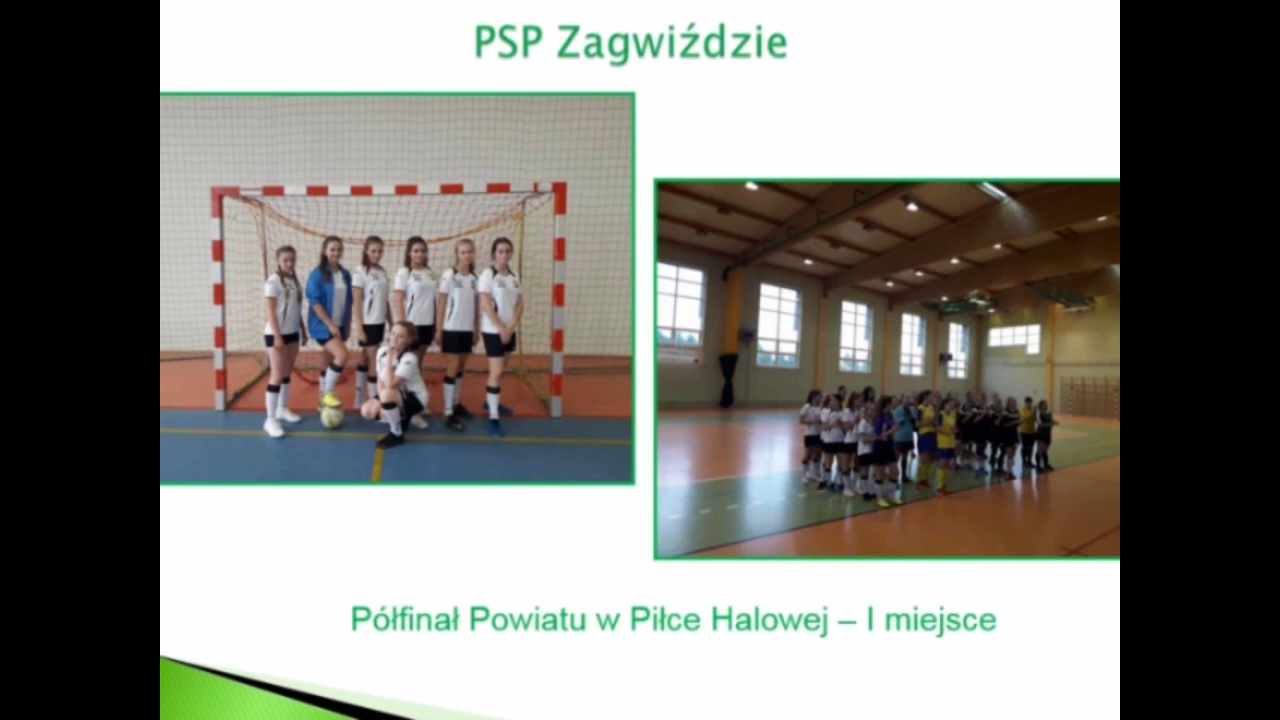 PSP Zagwiździe
Półfinał Powiatu w Piłce Halowej – I miejsce